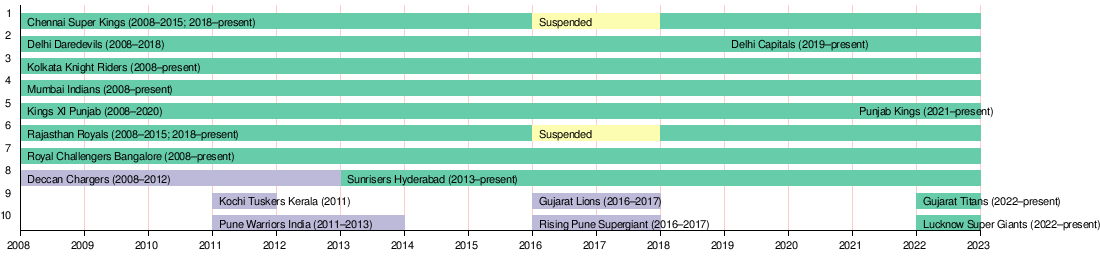 1
Chennai Super Kings (2008–2015; 2018–present) Suspended
2
Delhi Daredevils (2008–2018) Delhi Capitals (2019–present)
3
Kolkata Knight Riders (2008–present)
4
Mumbai Indians (2008–present)
5
Kings XI Punjab (2008–2020) Punjab Kings (2021–present)
6
Rajasthan Royals (2008–2015; 2018–present) Suspended
7
Royal Challengers Bangalore (2008–present)
8
Deccan Chargers (2008–2012) Sunrisers Hyderabad (2013–present)
9
Kochi Tuskers Kerala (2011) Gujarat Lions (2016–2017) Gujarat Titans (2022–present)
10
Pune Warriors India (2011–2013) Rising Pune Supergiant (2016–2017) Lucknow Super Giants (2022–present)
2008 2009 2010 2011 2012 2013 2014 2015 2016 2017 2018 2019 2020 2021 2022 2023